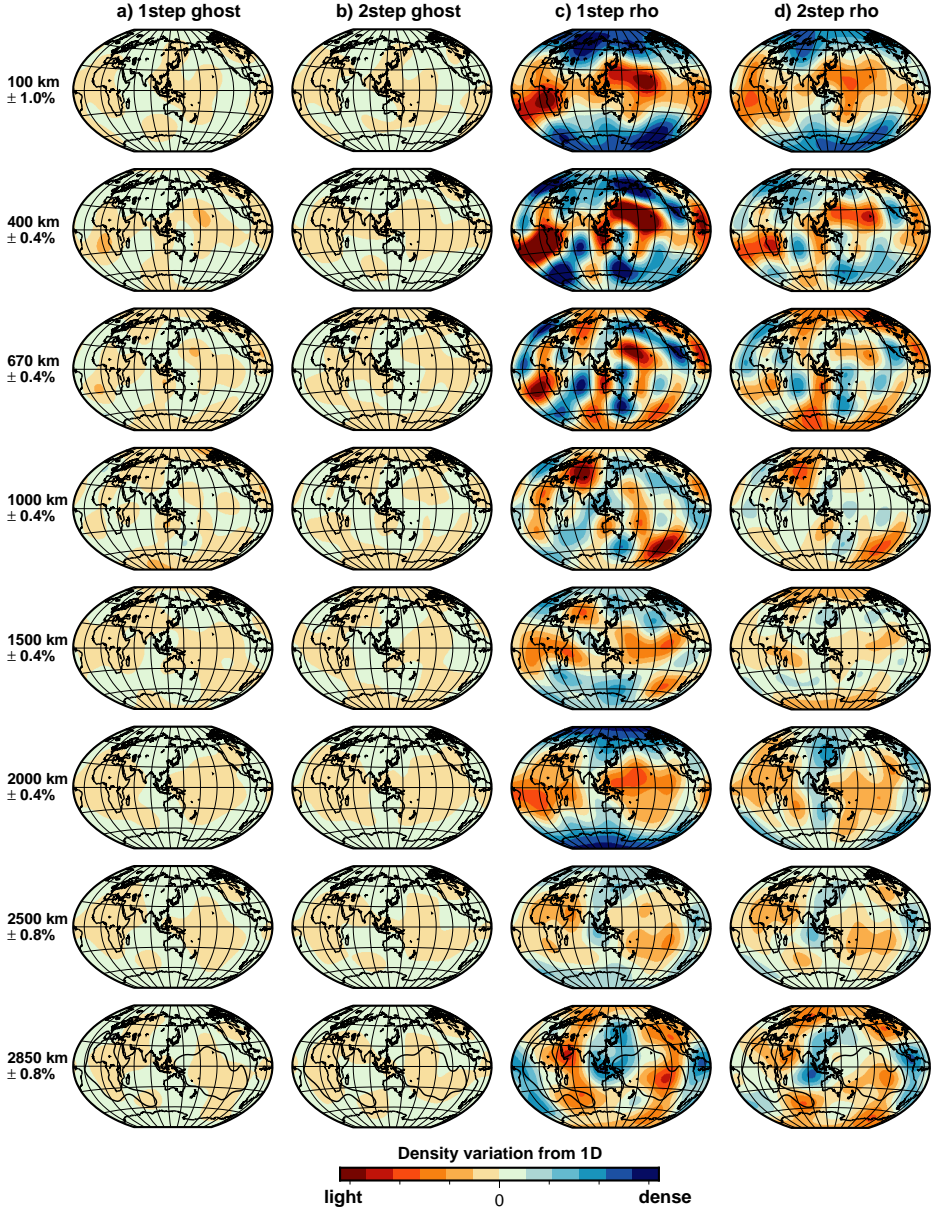 a) 1step ghost b) 2step ghost c) 1step rho d) 2step rho
100 km
± 1.0%
400 km
± 0.4%
670 km
± 0.4%
1000 km
± 0.4%
1500 km
± 0.4%
2000 km
± 0.4%
2500 km
± 0.8%
2850 km
± 0.8%
Density variation from 1D
light 0 dense